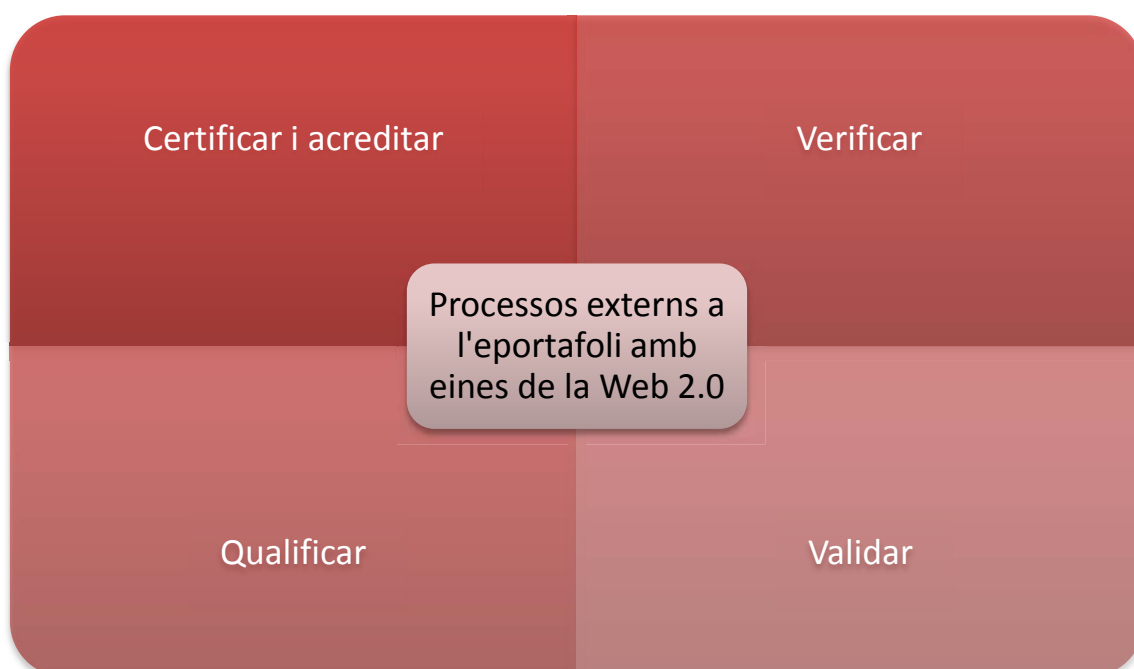 Certificar i acreditar
Verificar
Processos externs a
l'eportafoli amb
eines de la Web 2.0
Qualificar
Validar